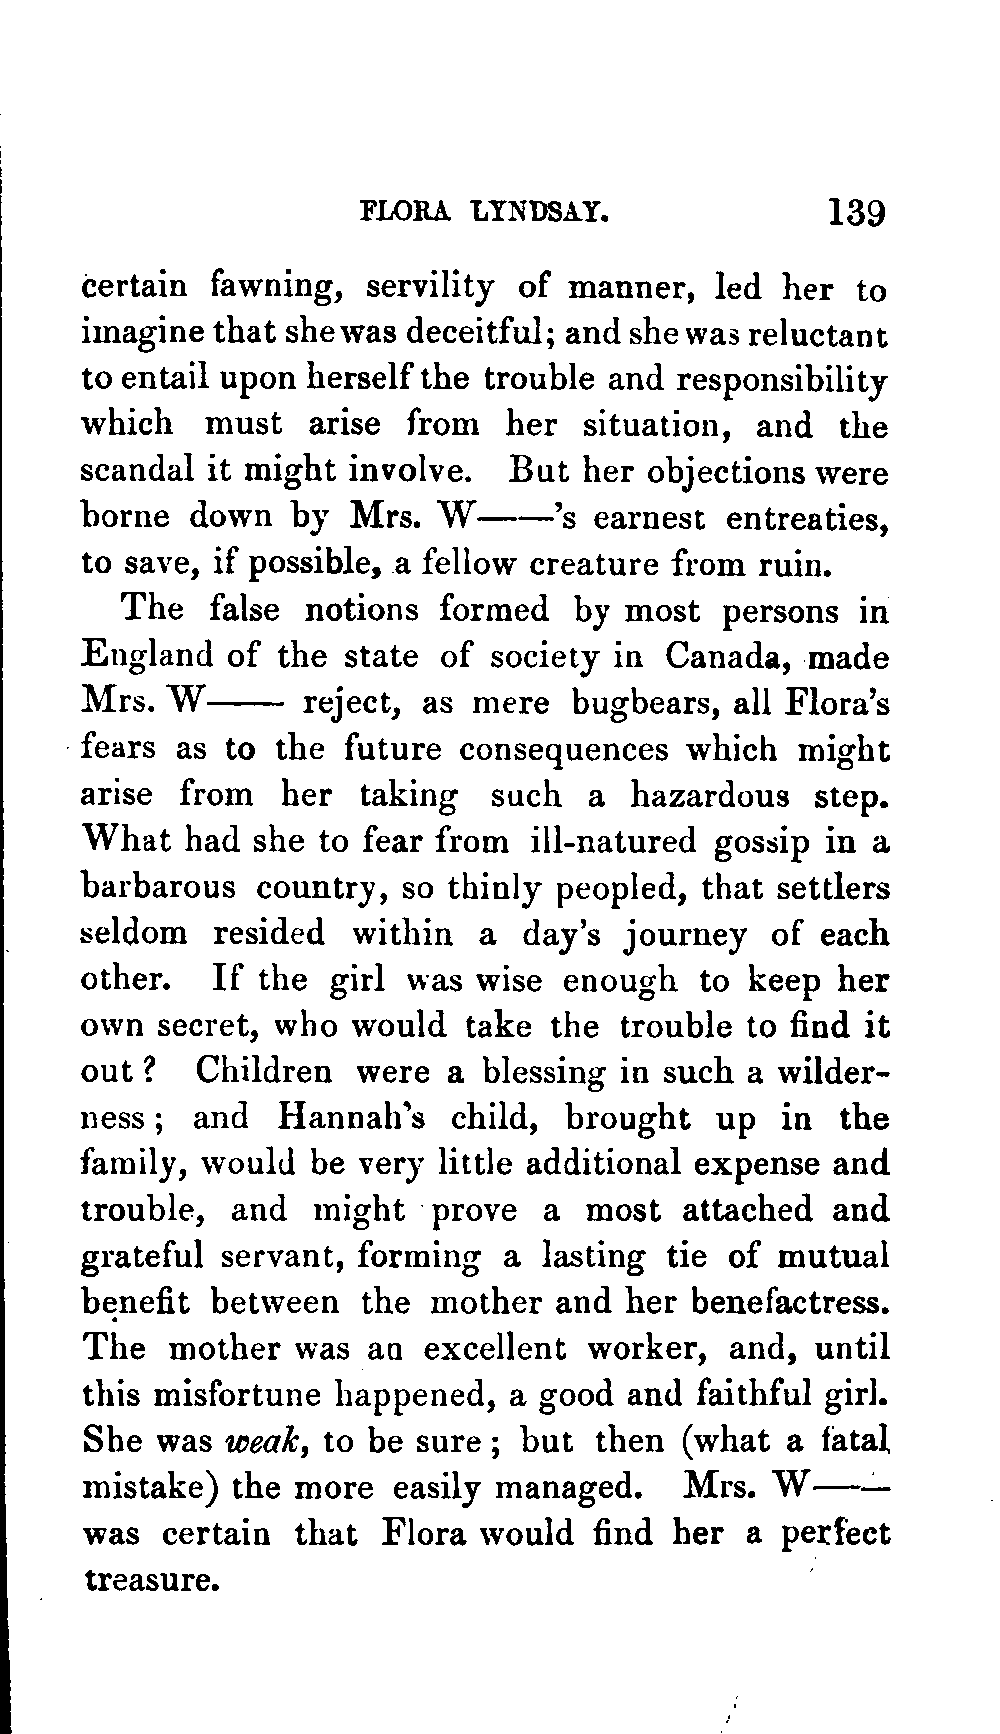 FLORA LYNDSAY. 139
certain fawning, servility of manner, led her to
imagine that she was deceitful; and she was reluctant
to entail upon herself the trouble and responsibility
which must arise from her situation, and the
scandal it might involve. But her objections were
borne down by Mrs. W——'s earnest entreaties,
to save, if possible, a fellow creature from ruin.
The false notions formed by most persons in
England of the state of society in Canada, made
Mrs. W—— reject, as mere bugbears, all Flora's
fears as to the future consequences which might
arise from her taking such a hazardous step.
What had she to fear from ill-natured gossip in a
barbarous country, so thinly peopled, that settlers
seldom resided within a day's journey of each
other. If the girl was wise enough to keep her
own secret, who would take the trouble to find it
out? Children were a blessing in such a wilder-
ness; and Hannah's child, brought up in the
family, would be very little additional expense and
trouble, and might prove a most attached and
grateful servant, forming a lasting tie of mutual
benefit between the mother and her benefactress.
The mother was an excellent worker, and, until
this misfortune happened, a good and faithful girl.
She was weak, to be sure; but then (what a fatal
mistake) the more easily managed. Mrs. W——
was certain that Flora would find her a perfect
treasure.